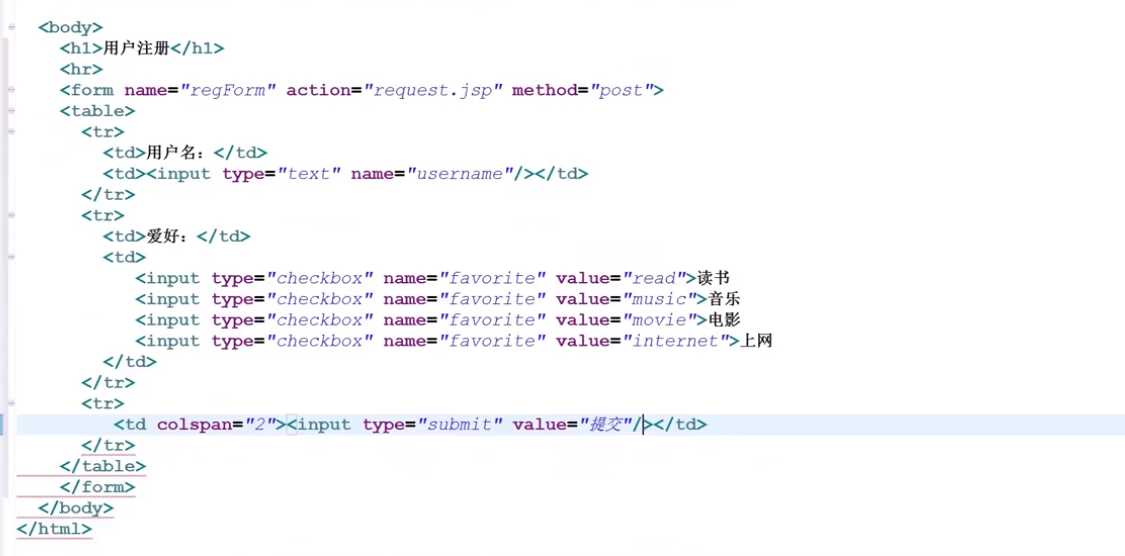 <body>
<h1>用户注册</h1>
<hr>
<form name="regForm" action="request.jsp" method="post">
<table>
<tr>
<td>用户名：</td>
<td><input type="text" name="username"/></td>
</tr>
<tr>
<td>爱好：</td>
<td>
<input type="checkbox" name="favorite" value="read">读书
<input type="checkbox" name="favorite" value="music">音乐
<input type="checkbox" name="favorite" value="movie">电影
<input type="checkbox" name="favorite" value="internet">上网
</td>
</tr>
<tr>
<td colspan="2"><input type="submit" value="提交"/></td>
</tr>
</table>
</form>
</body>
</html>